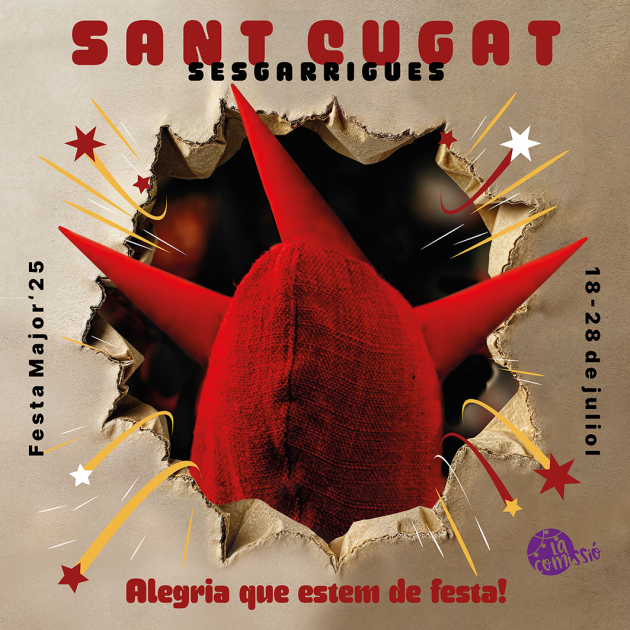 SANT CUGAT
SESGARRIGUES
Festa Major '25
18-28 de juliol
la
comissió
Alegria que estem de festa!